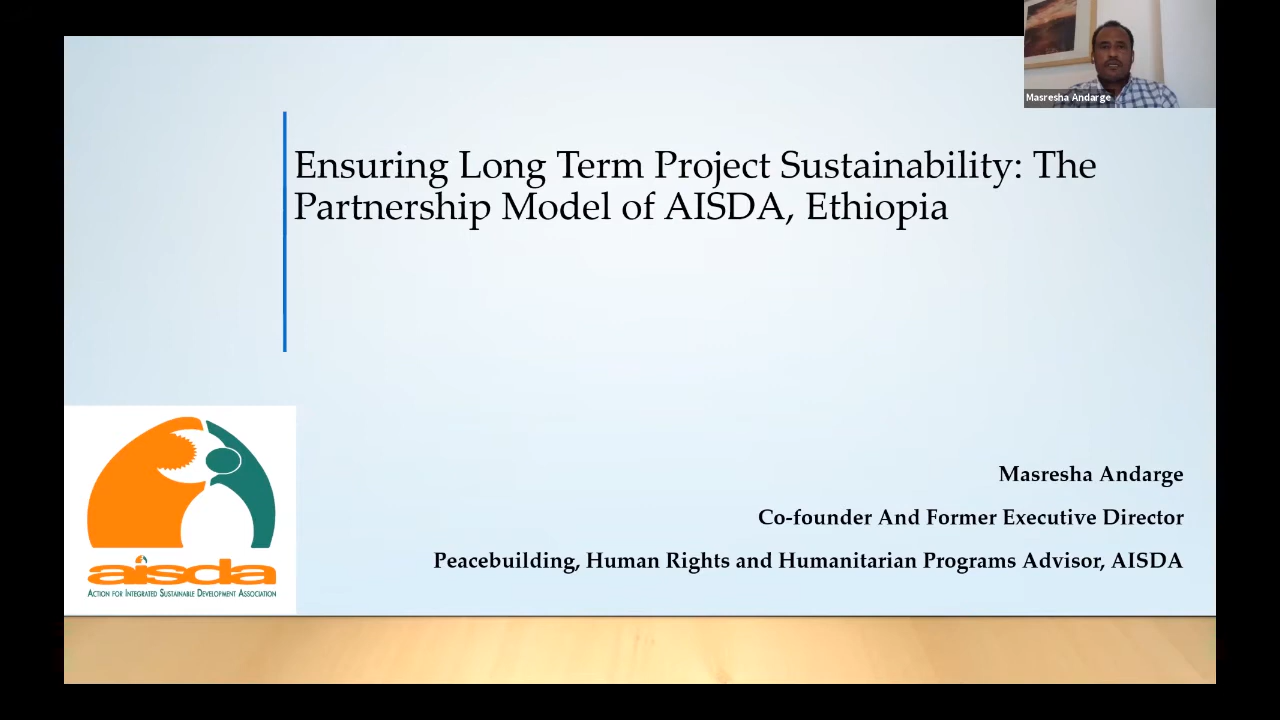 Masresha Andarge
Ensuring Long Term Project Sustainability: The
Partnership Model of AISDA, Ethiopia
Masresha Andarge
Co-founder And Former Executive Director
Peacebuilding, Human Rights and Humanitarian Programs Advisor, AISDA
aisda
Action for Integrated Sustainable Development Association